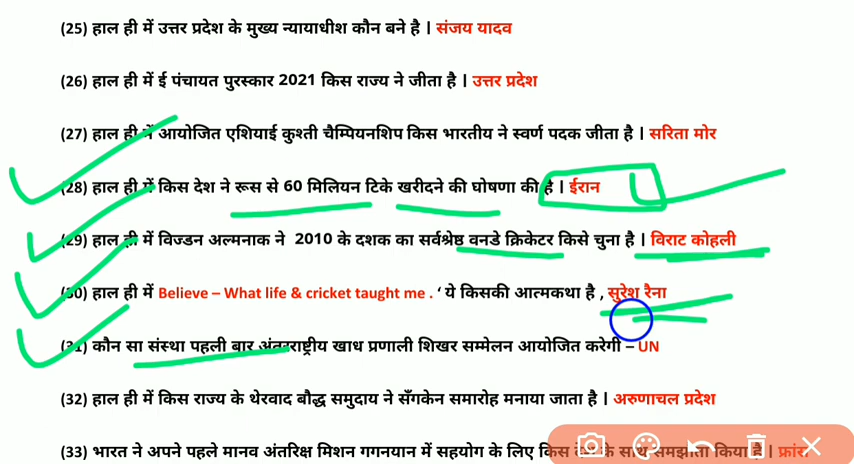 (25) हाल ही में उत्तर प्रदेश के मुख्य न्यायाधीश कौन बने है | संजय यादव
(26) हाल ही में ई पंचायत पुरस्कार 2021 किस राज्य ने जीता है | उत्तर प्रदेश
(27) हाल ही में आयोजित एशियाई कुश्ती चैम्पियनशिप किस भारतीय ने स्वर्ण पदक जीता है | सरिता मोर
(28) हाल ही में किस देश ने रूस से 60 मिलियन टिके खरीदने की घोषणा की है | ईरान
(29) हाल ही में विज्डन अल्मनाक ने 2010 के दशक का सर्वश्रेष्ठ वनडे क्रिकेटर किसे चुना है | विराट कोहली
(30) हाल ही में Believe – What life & cricket taught me . ‘ ये किसकी आत्मकथा है , सुरेश रैना
(31) कौन सा संस्था पहली बार अंतरराष्ट्रीय खाध प्रणाली शिखर सम्मेलन आयोजित करेगी – UN
(32) हाल ही में किस राज्य के थेरवाद बौद्ध समुदाय ने सँगकेन समारोह मनाया जाता है | अरुणाचल प्रदेश
(33) भारत ने अपने पहले मानव अंतरिक्ष मिशन गगनयान में सहयोग के लिए किस के साथ समझौता किया है |